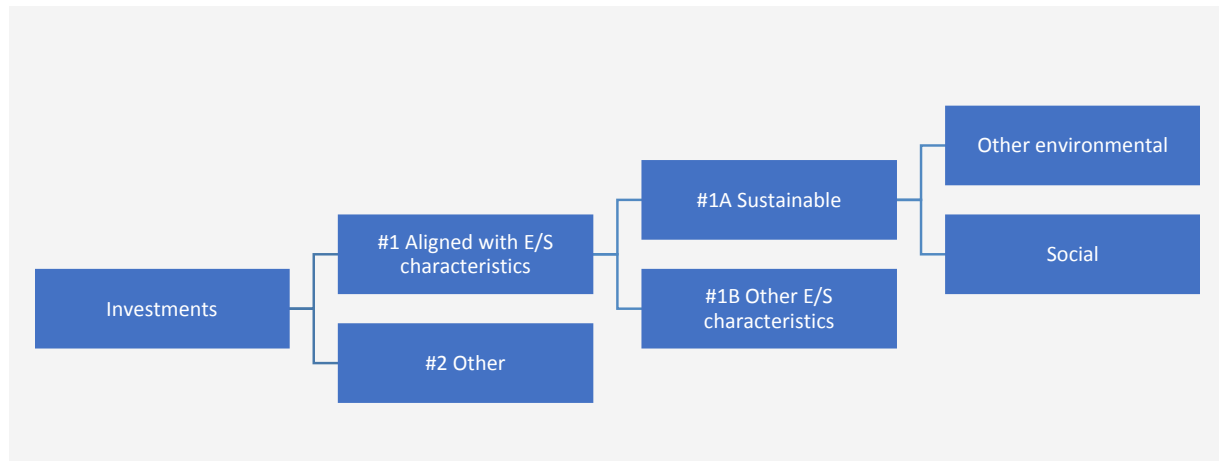 Investments
#1 Aligned with E/S
characteristics
#2 Other
#1A Sustainable
#1B Other E/S
characteristics
Other environmental
Social